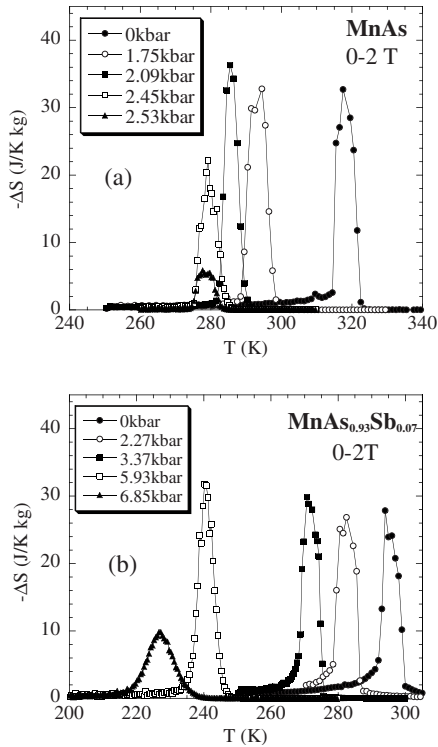 MnAs
0-2 T
0kbar
1.75kbar
2.09kbar
2.45kbar
2.53kbar
(a)
-ΔS (J/K kg)
40
30
20
10
0
240 260 280 300 320 340
T (K)
MnAs₀.₉₃Sb₀.₀₇
0-2T
0kbar
2.27kbar
3.37kbar
5.93kbar
6.85kbar
(b)
-ΔS (J/K kg)
40
30
20
10
0
200 220 240 260 280 300
T (K)